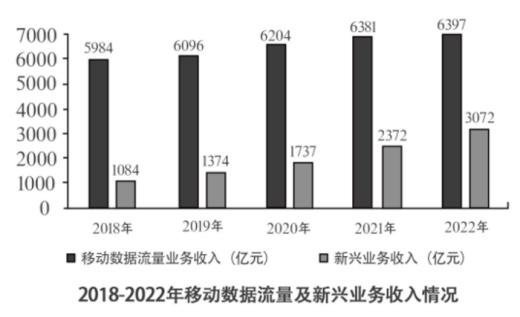 7000
6000
5000
4000
3000
2000
1000
0
5984
1084
6096
1374
6204
1737
6381
2372
6397
3072
2018年
2019年
2020年
2021年
2022年
移动数据流量业务收入（亿元）
新兴业务收入（亿元）
2018-2022年移动数据流量及新兴业务收入情况